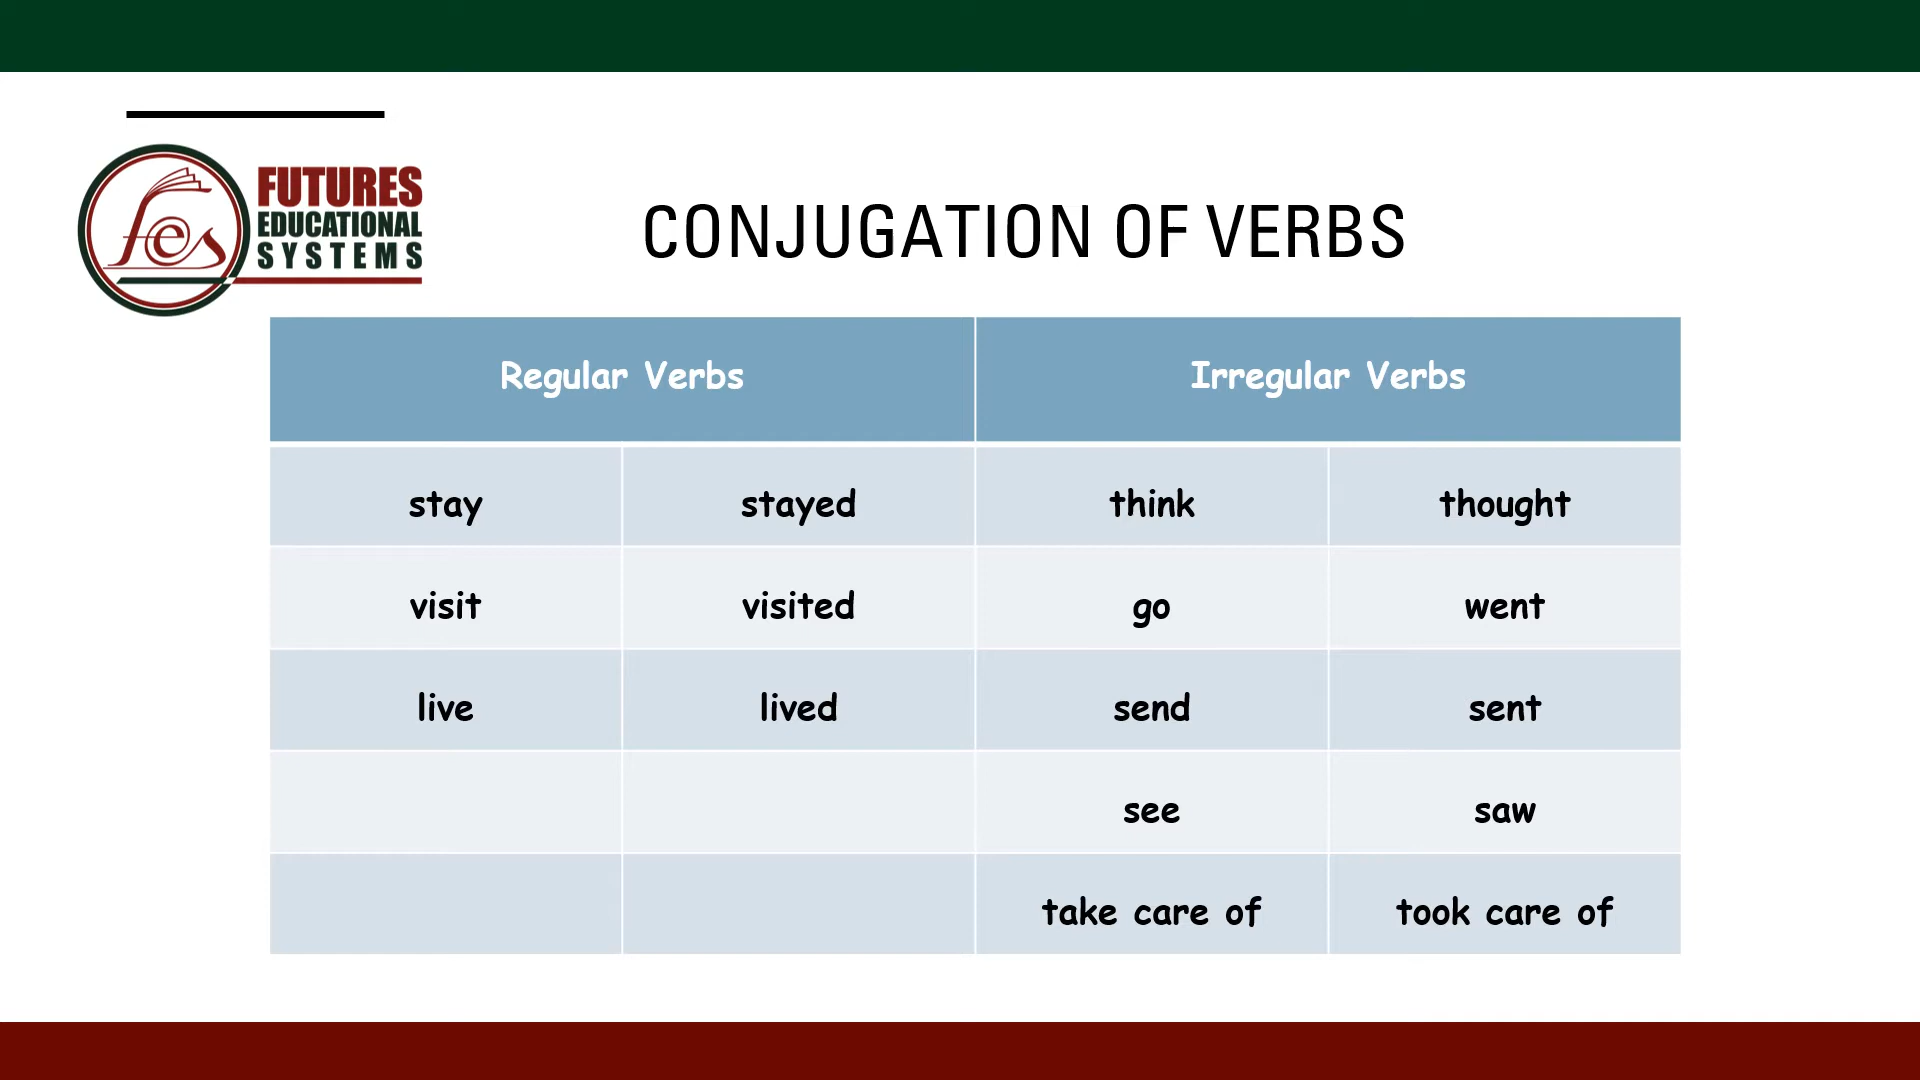 fes
FUTURES
EDUCATIONAL
SYSTEMS
CONJUGATION OF VERBS
Regular Verbs Irregular Verbs
stay stayed think thought
visit visited go went
live lived send sent
see saw
take care of took care of